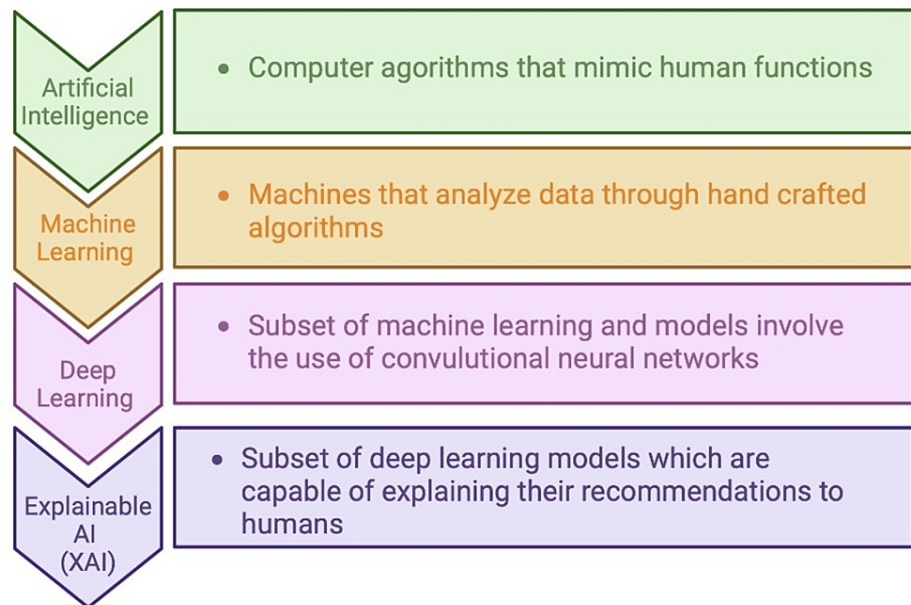 Artificial
Intelligence
• Computer agorithms that mimic human functions
Machine
Learning
• Machines that analyze data through hand crafted
algorithms
Deep
Learning
• Subset of machine learning and models involve
the use of convulutional neural networks
Explainable
AI
(XAI)
• Subset of deep learning models which are
capable of explaining their recommendations to
humans